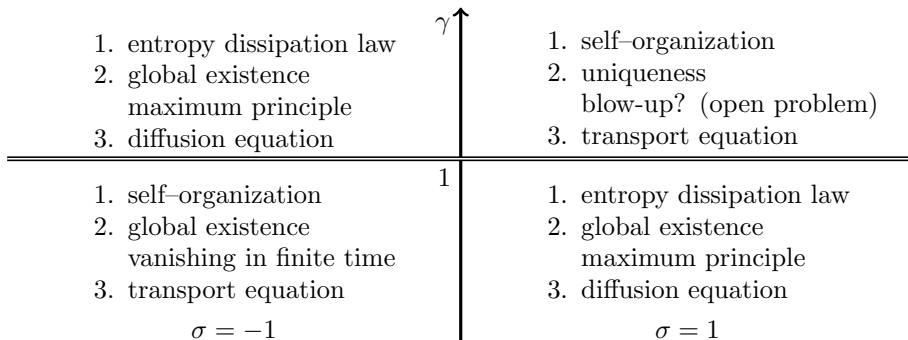 γ
1. entropy dissipation law
2. global existence
maximum principle
3. diffusion equation
1. self–organization
2. uniqueness
blow-up? (open problem)
3. transport equation
1
1. self–organization
2. global existence
vanishing in finite time
3. transport equation
σ = −1
1. entropy dissipation law
2. global existence
maximum principle
3. diffusion equation
σ = 1